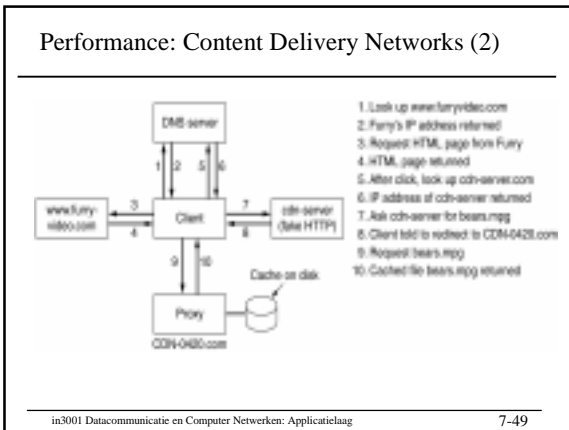 Performance: Content Delivery Networks (2)
DNS server
1 2 5 6
www.furry-
video.com
3
4
Client
7
8
cdn-server
(fake HTTP)
9 10
Cache on disk
Proxy
CDN-0420.com
1. Look up www.furryvideo.com
2. Furry's IP address returned
3. Request HTML page from Furry
4. HTML page returned
5. After click, look up cdn-server.com
6. IP address of cdn-server returned
7. Ask cdn-server for bears.mpg
8. Client told to redirect to CDN-0420.com
9. Request bears.mpg
10. Cached file bears.mpg returned
in3001 Datacommunicatie en Computer Netwerken: Applicatielaag
7-49